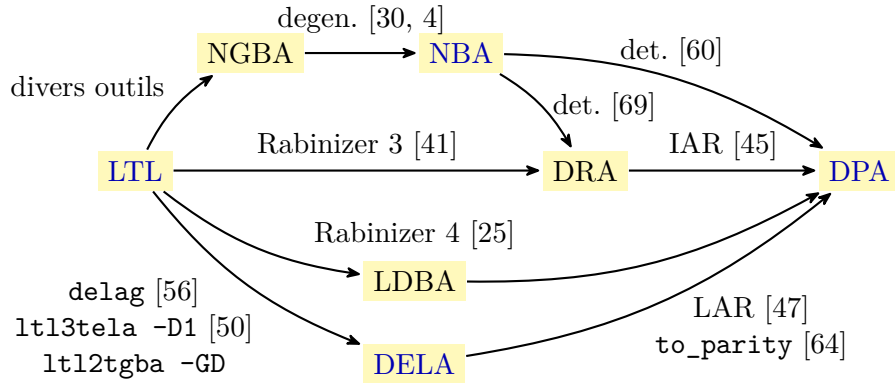 degen. [30, 4]
NGBA
NBA
det. [60]
divers outils
det. [69]
Rabinizer 3 [41]
IAR [45]
LTL
DRA
DPA
Rabinizer 4 [25]
LDBA
delag [56]
ltl3tela -D1 [50]
ltl2tgba -GD
LAR [47]
to_parity [64]
DELA